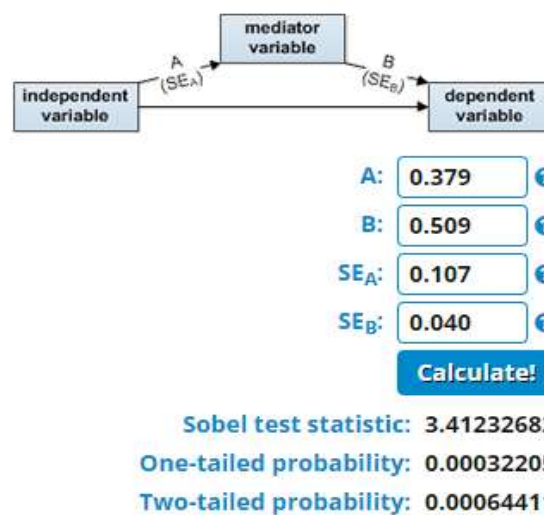 mediator
variable
A
(SEA)
B
(SEB)
independent
variable
dependent
variable
A: 0.379
B: 0.509
SEA: 0.107
SEB: 0.040
Calculate!
Sobel test statistic: 3.4123268
One-tailed probability: 0.0003220
Two-tailed probability: 0.0006441